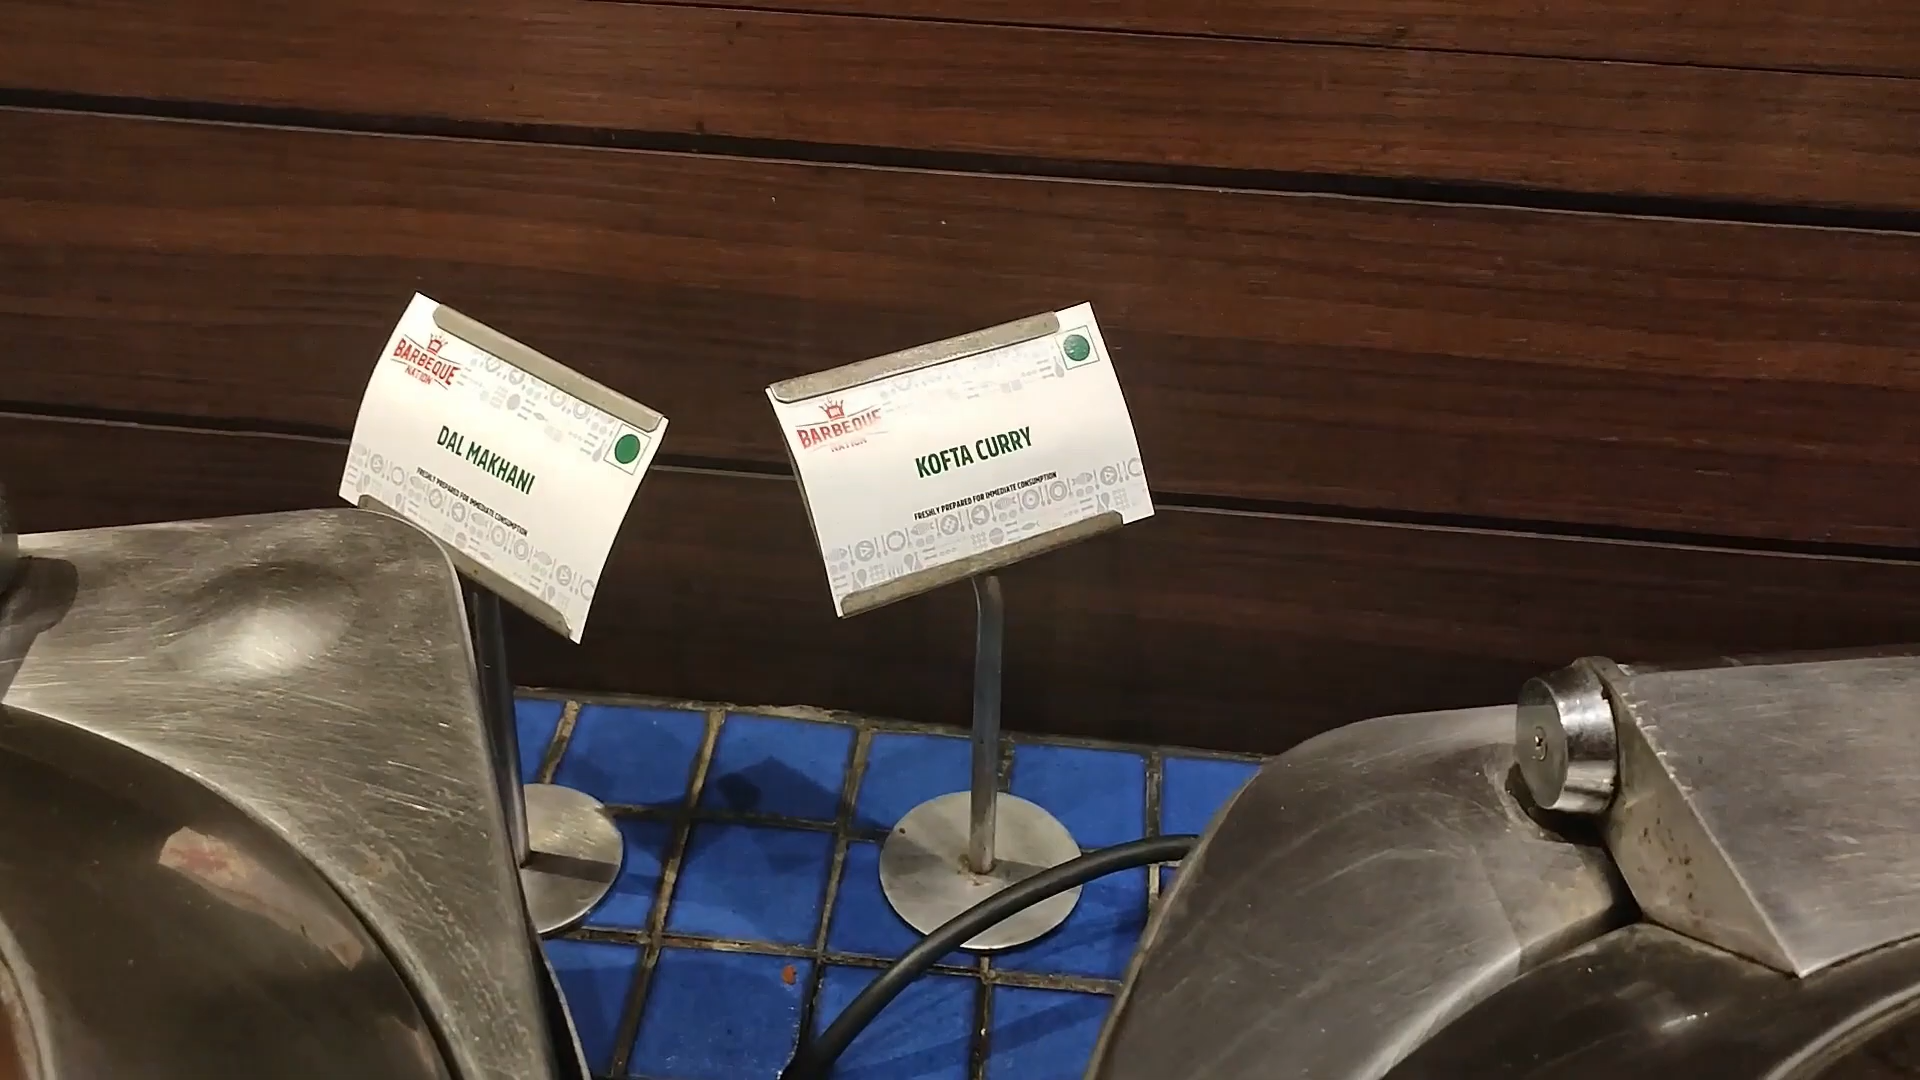 BARBEQUE
NATION
DAL MAKHANI
FRESHLY PREPARED FOR IMMEDIATE CONSUMPTION
BARBEQUE
NATION
KOFTA CURRY
FRESHLY PREPARED FOR IMMEDIATE CONSUMPTION